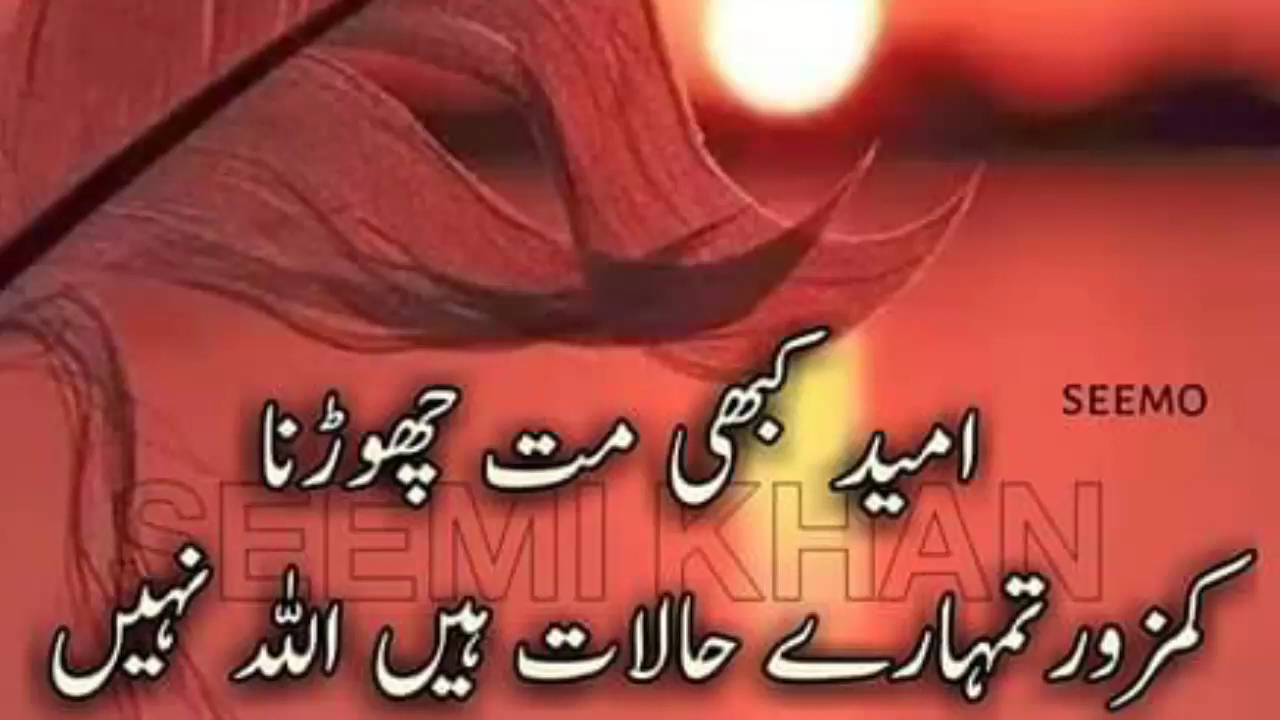 SEEMO
امید کبھی مت چھوڑنا
SEEMI KHAN
کمزور تمہارے حالات ہیں اللہ نہیں